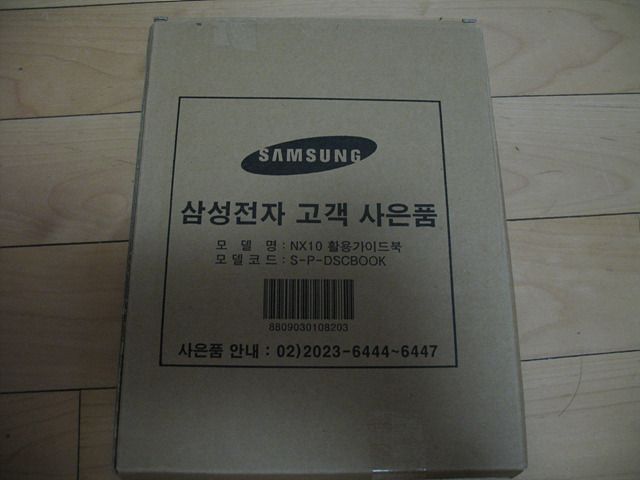 SAMSUNG
삼성전자 고객 사은품
모 델 명 : NX10 활용가이드북
모델코드 : S-P-DSCBOOK
8809030108203
사은품 안내 : 02)2023-6444~6447